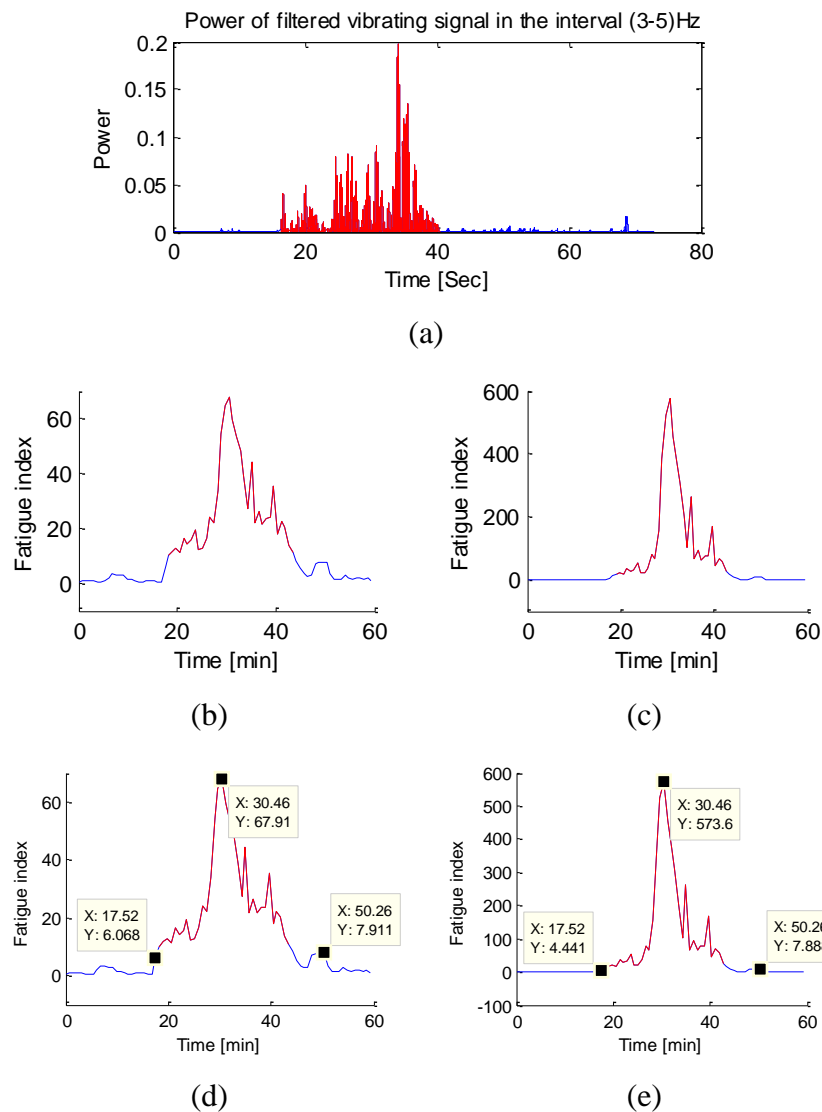 Power of filtered vibrating signal in the interval (3-5)Hz
0.2
0.15
0.1
0.05
0
Power
0 20 40 60 80
Time [Sec]
(a)
60
40
20
0
Fatigue index
0 20 40 60
Time [min]
(b)
600
400
200
0
Fatigue index
0 20 40 60
Time [min]
(c)
60
40
20
0
Fatigue index
X: 30.46
Y: 67.91
X: 17.52
Y: 6.068
X: 50.26
Y: 7.911
0 20 40 60
Time [min]
(d)
600
500
400
300
200
100
0
-100
Fatigue index
X: 30.46
Y: 573.6
X: 17.52
Y: 4.441
X: 50.26
Y: 7.88
0 20 40 60
Time [min]
(e)